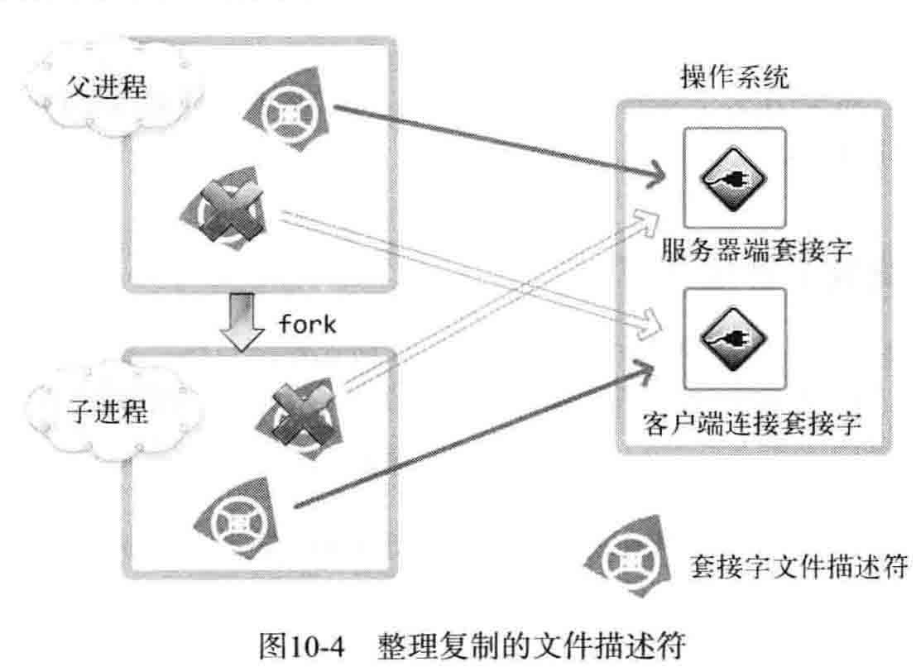 父进程
操作系统
服务器端套接字
fork
子进程
客户端连接套接字
套接字文件描述符
图10-4 整理复制的文件描述符